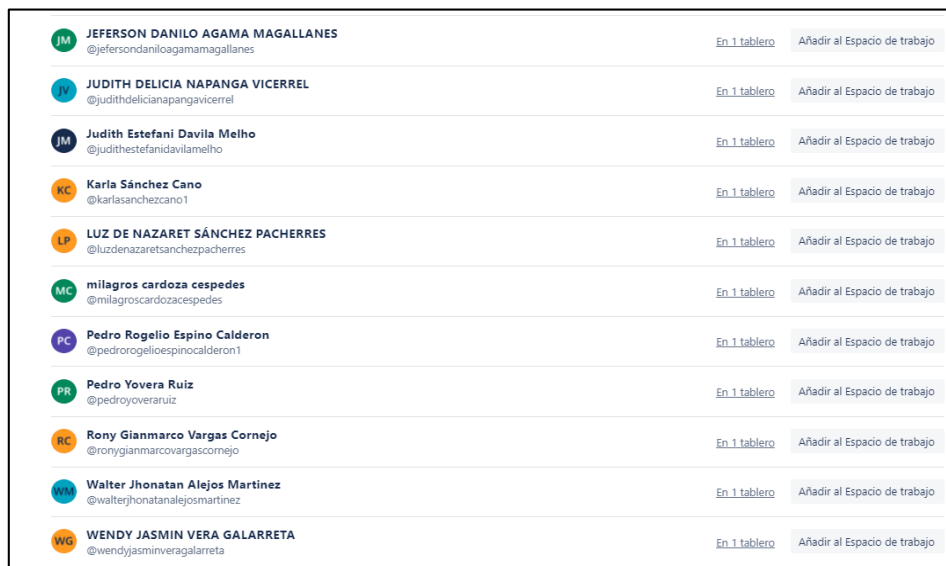 JM JEFERSON DANILO AGAMA MAGALLANES
@jefersondaniloagamamagallanes En 1 tablero Añadir al Espacio de trabajo
JV JUDITH DELICIA NAPANGA VICERREL
@judithdelicianapangavicerrel En 1 tablero Añadir al Espacio de trabajo
JM Judith Estefani Davila Melho
@judithestefanidavilamelho En 1 tablero Añadir al Espacio de trabajo
KC Karla Sánchez Cano
@karlasanchezcano1 En 1 tablero Añadir al Espacio de trabajo
LP LUZ DE NAZARET SÁNCHEZ PACHERRES
@luzdenazaretsanchezpacherres En 1 tablero Añadir al Espacio de trabajo
MC milagros cardoza cespedes
@milagroscardozacespedes En 1 tablero Añadir al Espacio de trabajo
PC Pedro Rogelio Espino Calderon
@pedrorogelioespinocalderon1 En 1 tablero Añadir al Espacio de trabajo
PR Pedro Yovera Ruiz
@pedroyoveraruiz En 1 tablero Añadir al Espacio de trabajo
RC Rony Gianmarco Vargas Cornejo
@ronygianmarcovargascornejo En 1 tablero Añadir al Espacio de trabajo
WM Walter Jhonatan Alejos Martinez
@walterjhonatanalejosmartinez En 1 tablero Añadir al Espacio de trabajo
WG WENDY JASMIN VERA GALARRETA
@wendyjasminveragalarreta En 1 tablero Añadir al Espacio de trabajo